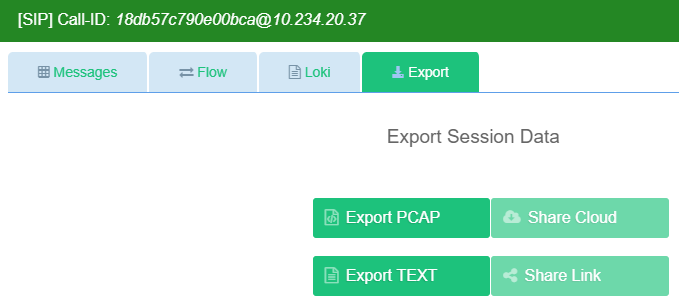 [SIP] Call-ID: 18db57c790e00bca@10.234.20.37
Messages Flow Loki Export
Export Session Data
Export PCAP Share Cloud
Export TEXT Share Link